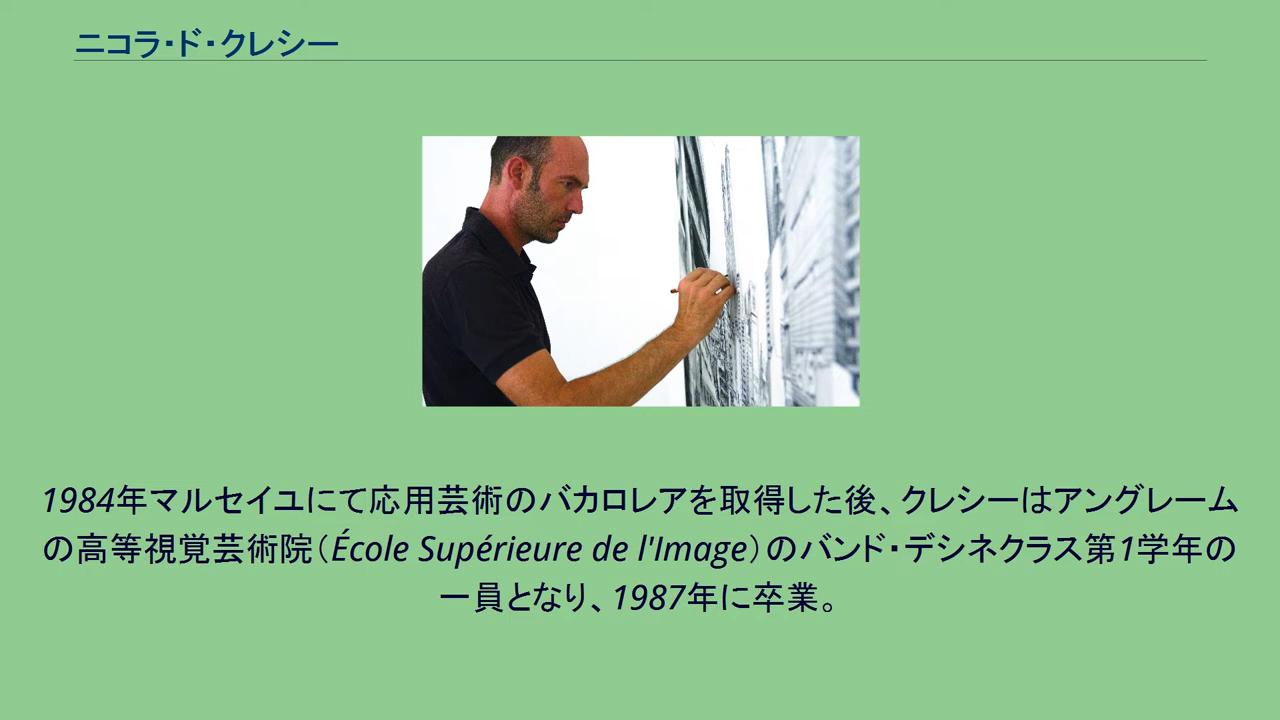 ニコラ・ド・クレシー
1984年マルセイユにて応用芸術のバカロレアを取得した後、クレシーはアングレーム
の高等視覚芸術院（École Supérieure de l'Image）のバンド・デシネクラス第1学年の
一員となり、1987年に卒業。